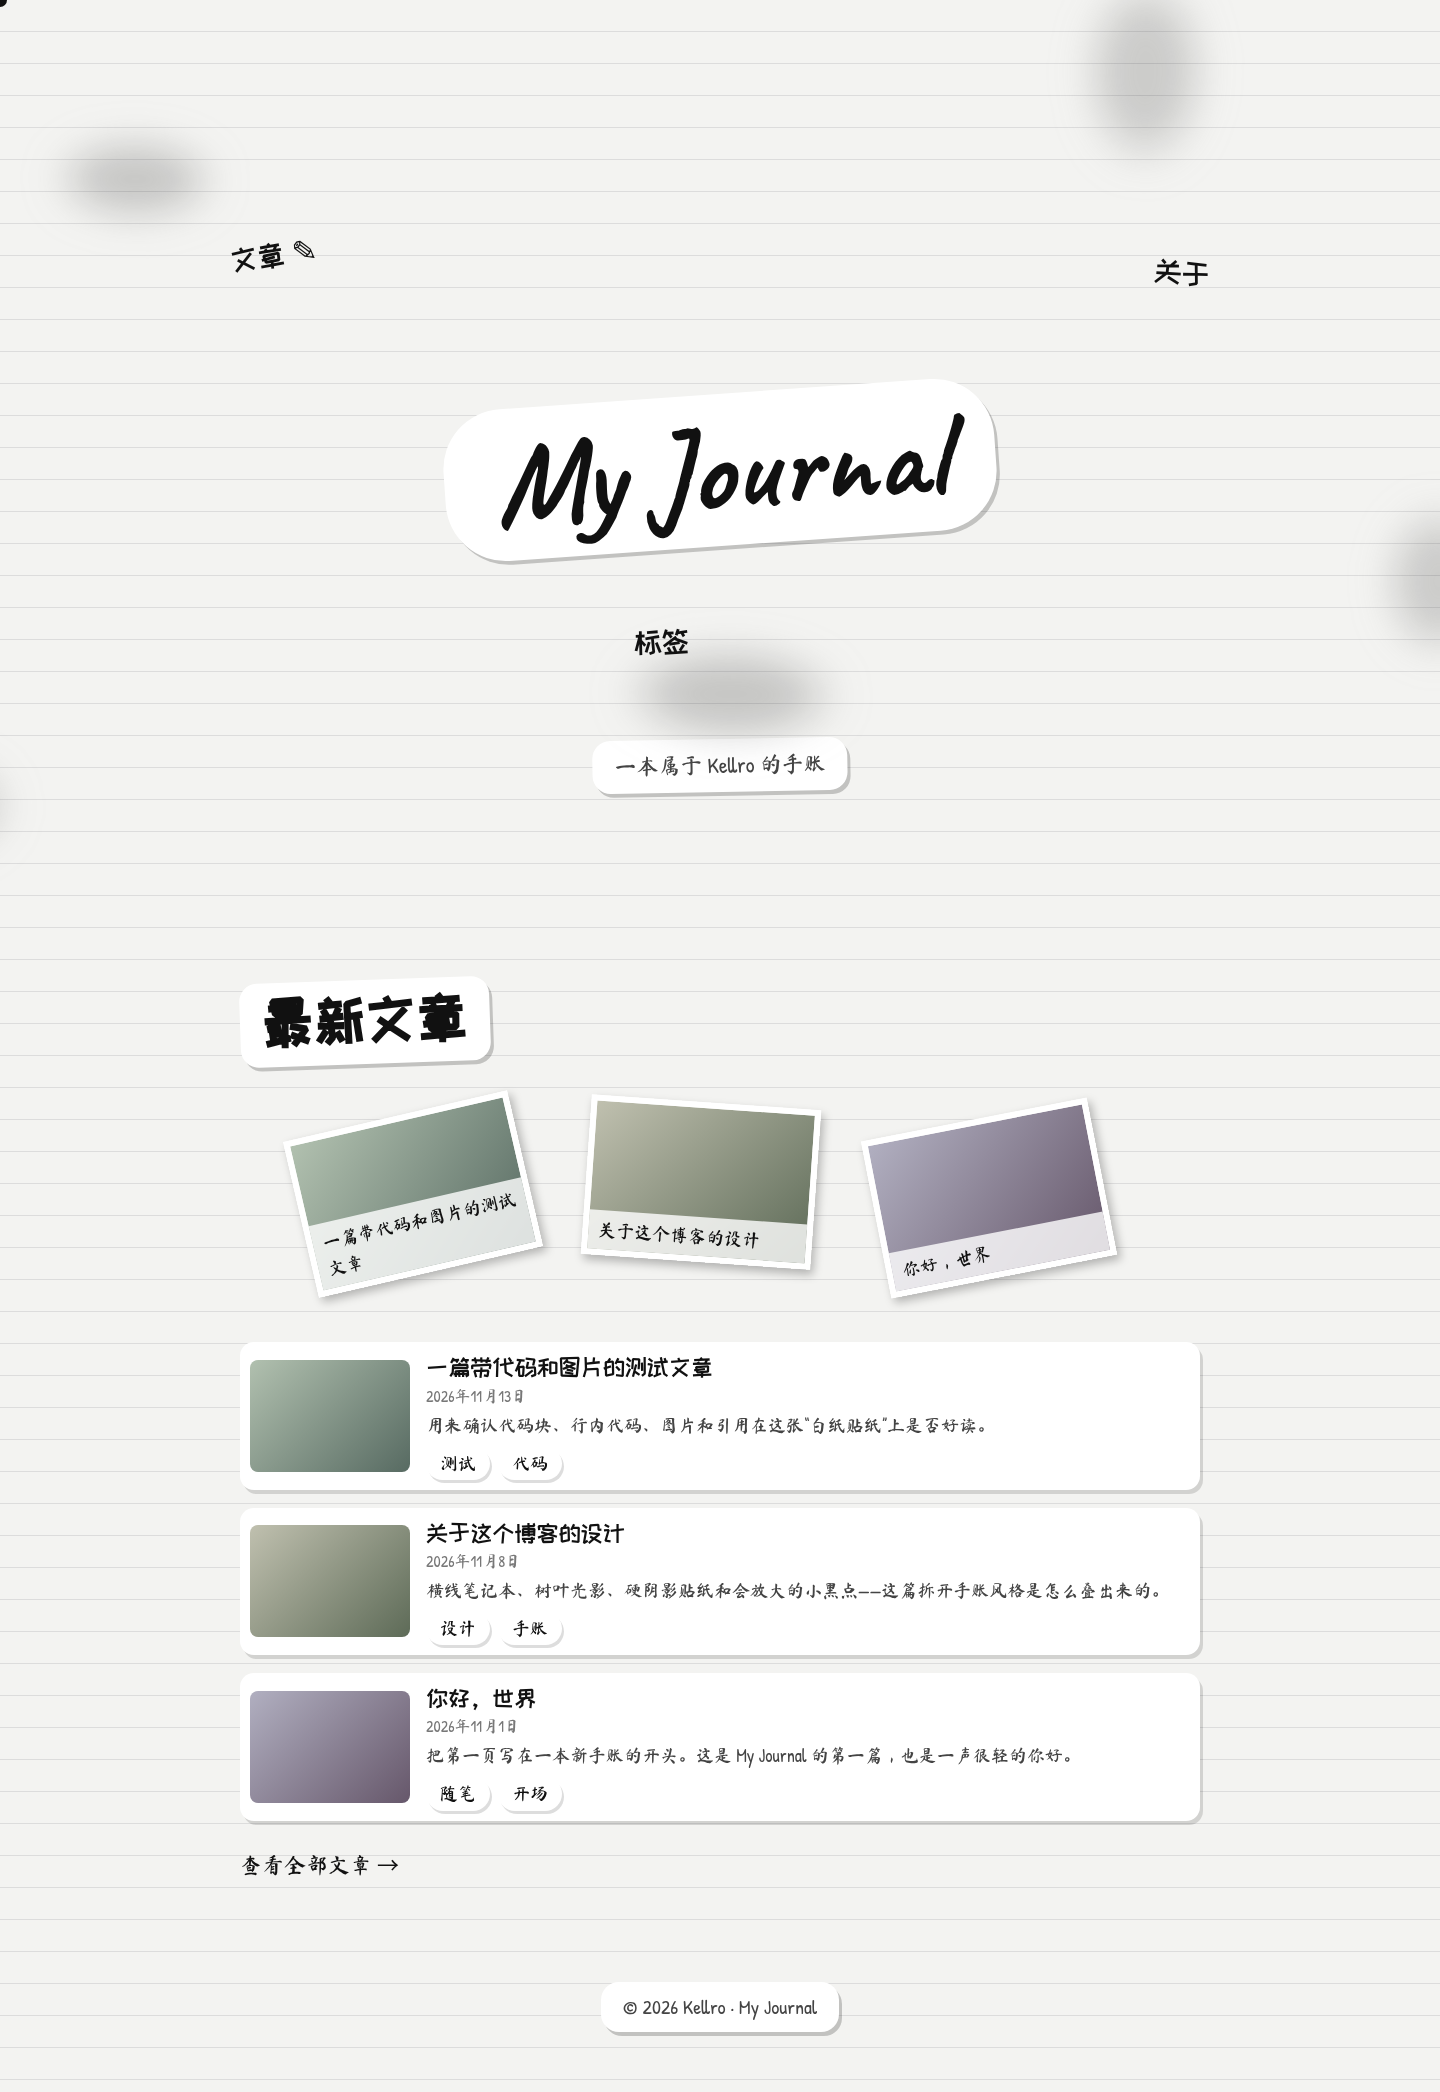 文章 ✎
关于
My Journal
标签
一本属于 Kellro 的手账
最新文章
一篇带代码和图片的测试
文章
关于这个博客的设计
你好，世界
一篇带代码和图片的测试文章
2026年11月13日
用来确认代码块、行内代码、图片和引用在这张“白纸贴纸”上是否好读。
测试 代码
关于这个博客的设计
2026年11月8日
横线笔记本、树叶光影、硬阴影贴纸和会放大的小黑点——这篇拆开手账风格是怎么叠出来的。
设计 手账
你好，世界
2026年11月1日
把第一页写在一本新手账的开头。这是 My Journal 的第一篇，也是一声很轻的你好。
随笔 开场
查看全部文章 →
© 2026 Kellro · My Journal